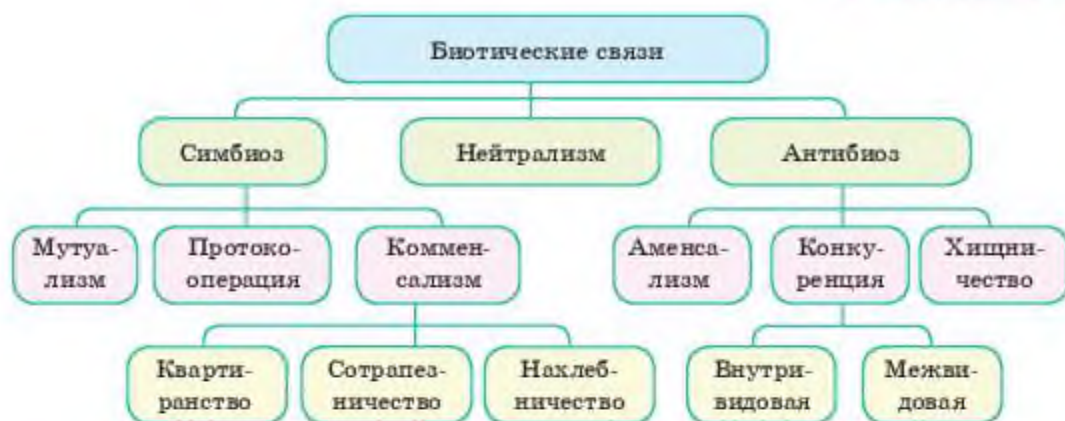 Биотические связи
Симбиоз
Нейтрализм
Антибиоз
Мутуа-
лизм
Протоко-
операция
Коммен-
сализм
Аменса-
лизм
Конку-
ренция
Хищни-
чество
Кварти-
ранство
Сотрапез-
ничество
Нахлеб-
ничество
Внутри-
видовая
Межви-
довая